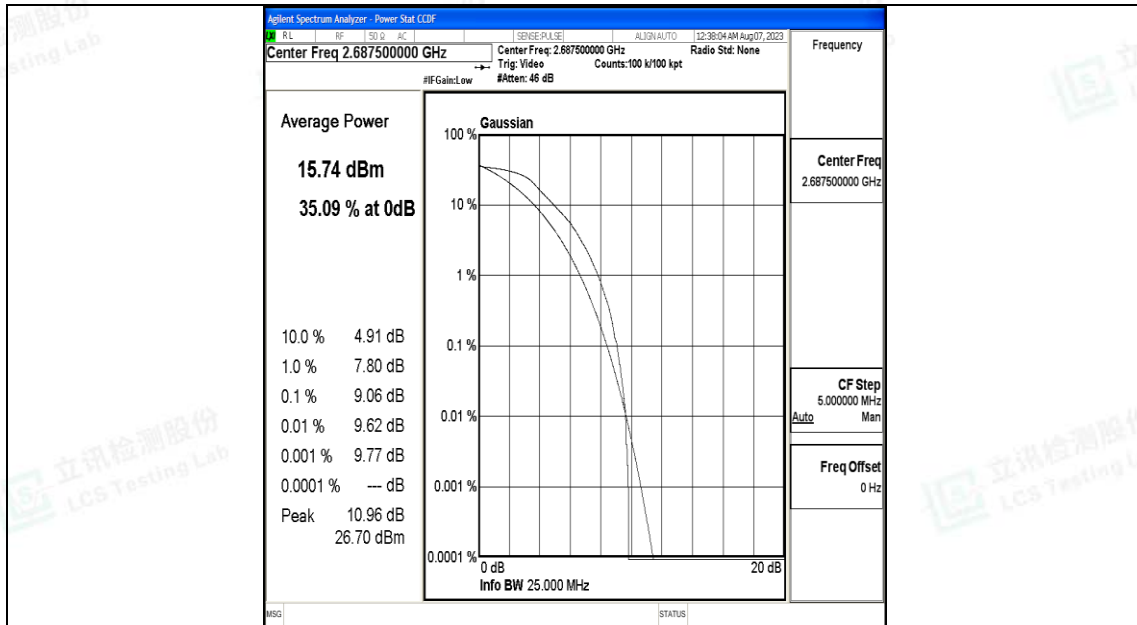 Agilent Spectrum Analyzer - Power Stat CCDF
LXI RL RF 50 Ω AC SENSE:PULSE ALIGN AUTO 12:38:04 AM Aug 07, 2023
Center Freq 2.687500000 GHz
Center Freq: 2.687500000 GHz Radio Std: None
Trig: Video Counts:100 k/100 kpt
#IFGain:Low #Atten: 46 dB
Frequency
Average Power
15.74 dBm
35.09 % at 0dB
10.0 % 4.91 dB
1.0 % 7.80 dB
0.1 % 9.06 dB
0.01 % 9.62 dB
0.001 % 9.77 dB
0.0001 % --- dB
Peak 10.96 dB
26.70 dBm
Gaussian
100 %
10 %
1 %
0.1 %
0.01 %
0.001 %
0.0001 %
0 dB 20 dB
Info BW 25.000 MHz
Center Freq
2.687500000 GHz
CF Step
5.000000 MHz
Auto Man
Freq Offset
0 Hz
MSG STATUS
立讯检测股份
LCS Testing Lab